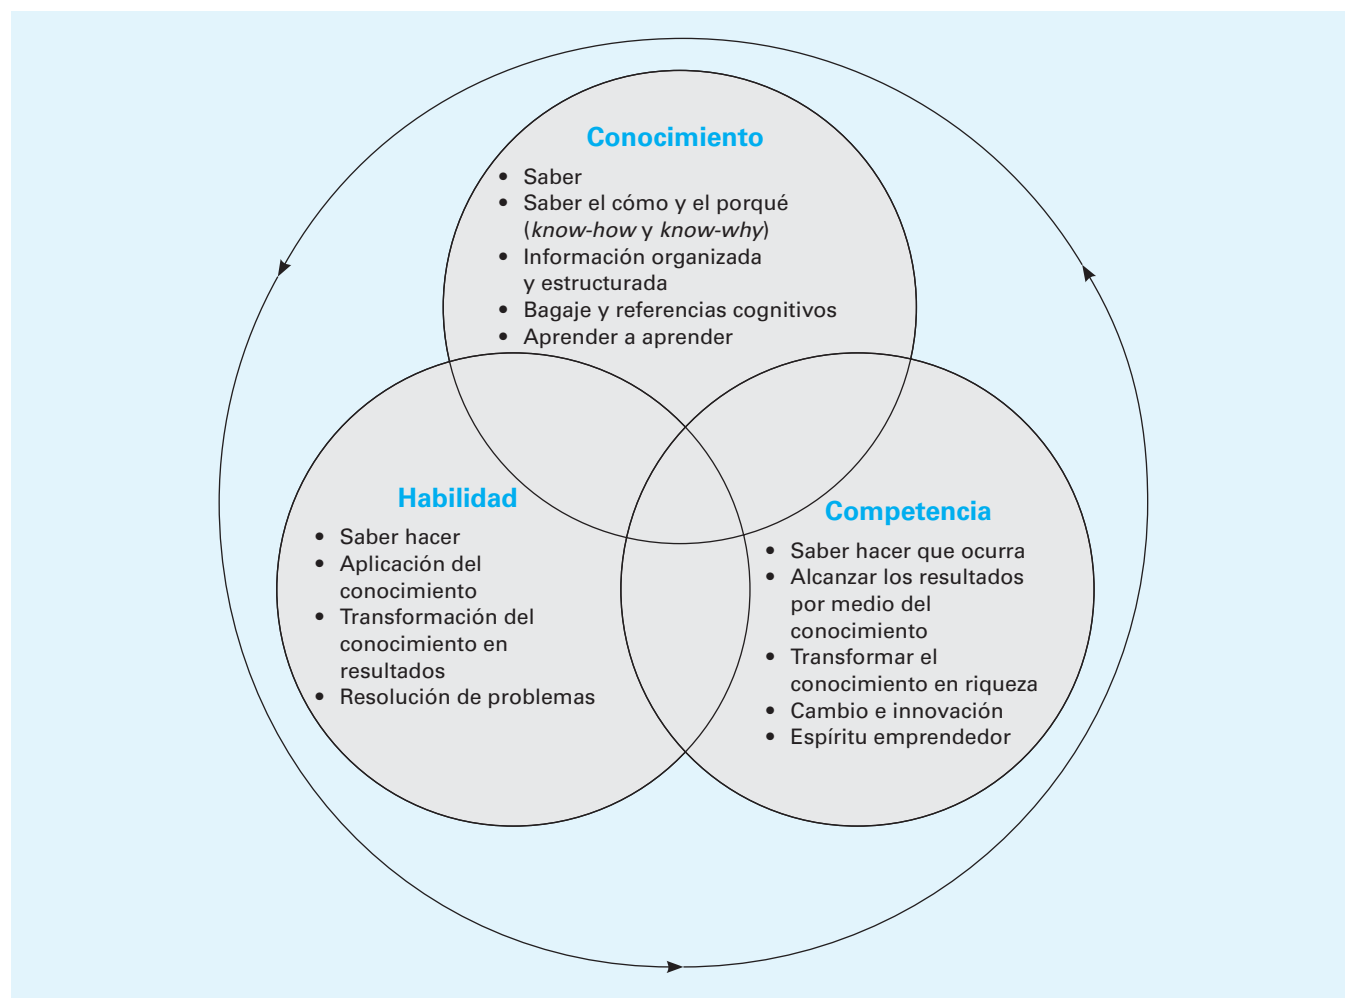 Conocimiento
• Saber
• Saber el cómo y el porqué
(know-how y know-why)
• Información organizada
y estructurada
• Bagaje y referencias cognitivos
• Aprender a aprender
Habilidad
• Saber hacer
• Aplicación del
conocimiento
• Transformación del
conocimiento en
resultados
• Resolución de problemas
Competencia
• Saber hacer que ocurra
• Alcanzar los resultados
por medio del
conocimiento
• Transformar el
conocimiento en riqueza
• Cambio e innovación
• Espíritu emprendedor